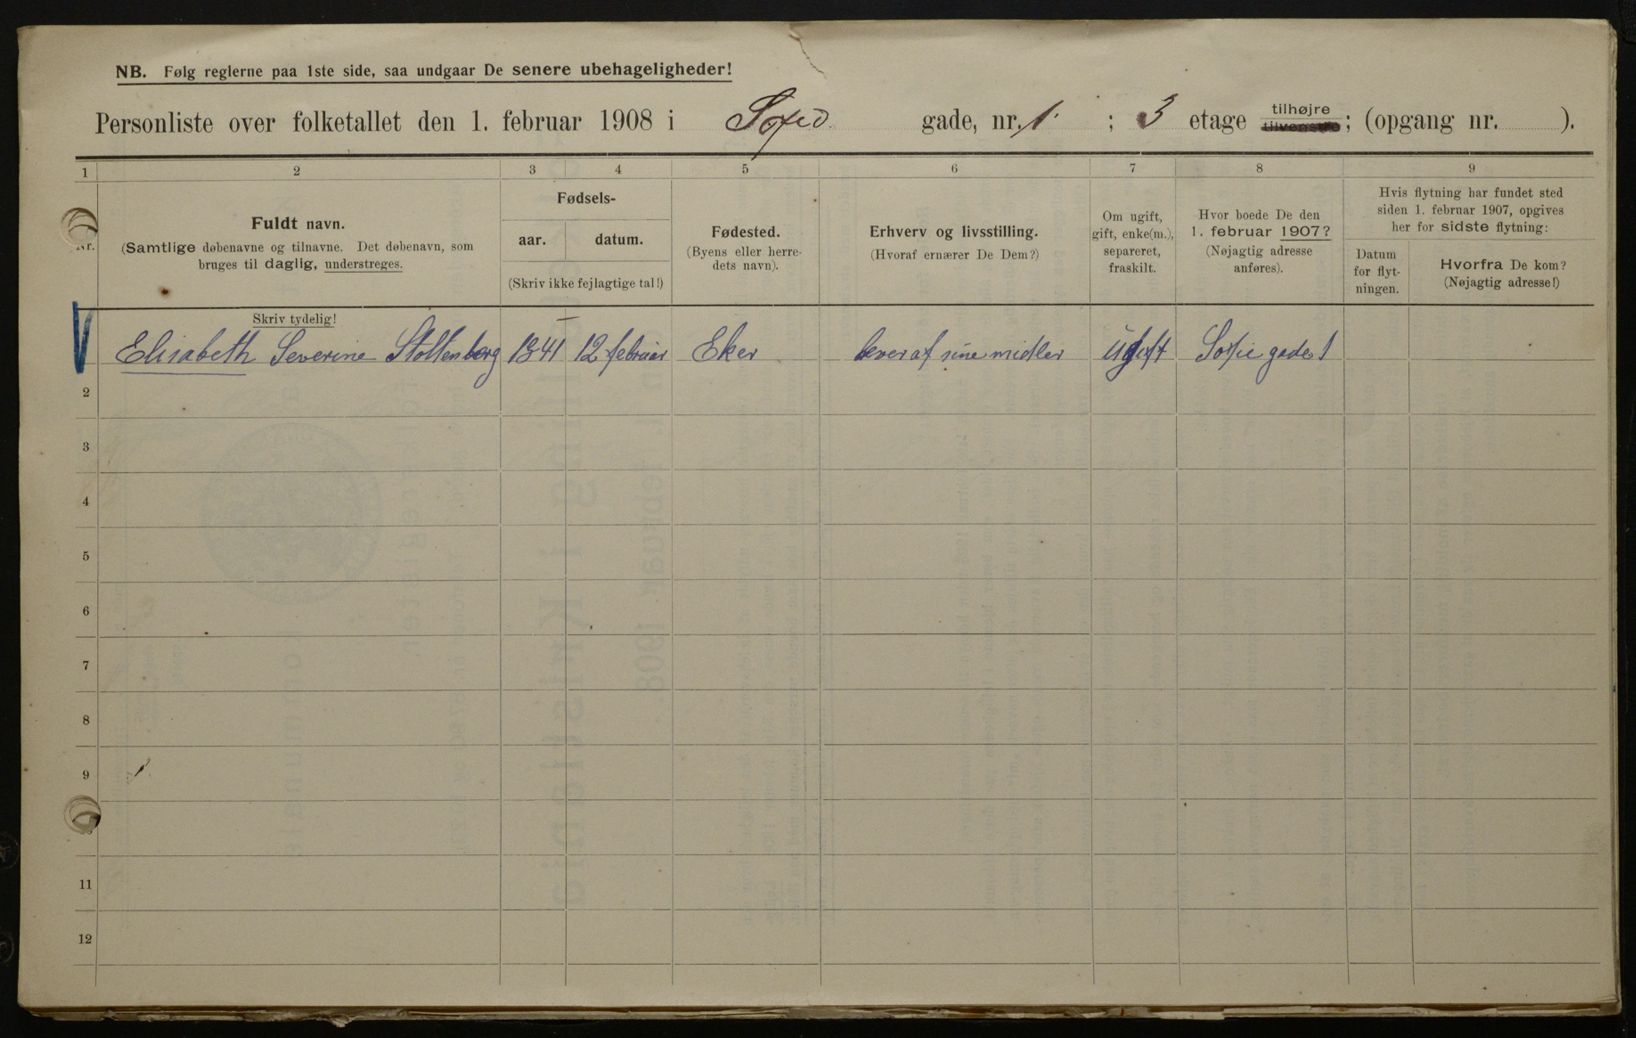 NB. Følg reglerne paa 1ste side, saa undgaar De senere ubehageligheder!
Personliste over folketallet den 1. februar 1908 i Sofie gade, nr. 1. ; 3 etage tilhøjre tilvenstre; (opgang nr. ).
1 2 3 4 5 6 7 8 9
Nr.
Fuldt navn.
(Samtlige døbenavne og tilnavne. Det døbenavn, som
bruges til daglig, understreges.
Skriv tydelig!
Fødsels-
aar. datum.
(Skriv ikke fejlagtige tal!)
Fødested.
(Byens eller herre-
dets navn).
Erhverv og livsstilling.
(Hvoraf ernærer De Dem?)
Om ugift,
gift, enke(m.),
separeret,
fraskilt.
Hvor boede De den
1. februar 1907?
(Nøjagtig adresse
anføres).
Hvis flytning har fundet sted
siden 1. februar 1907, opgives
her for sidste flytning:
Datum
for flyt-
ningen.
Hvorfra De kom?
(Nøjagtig adresse!)
Elisabeth Severine Stoltenberg 1841 12 februar Eker lever af sine midler ugift Sofie gade 1
2
3
4
5
6
7
8
9
11
12